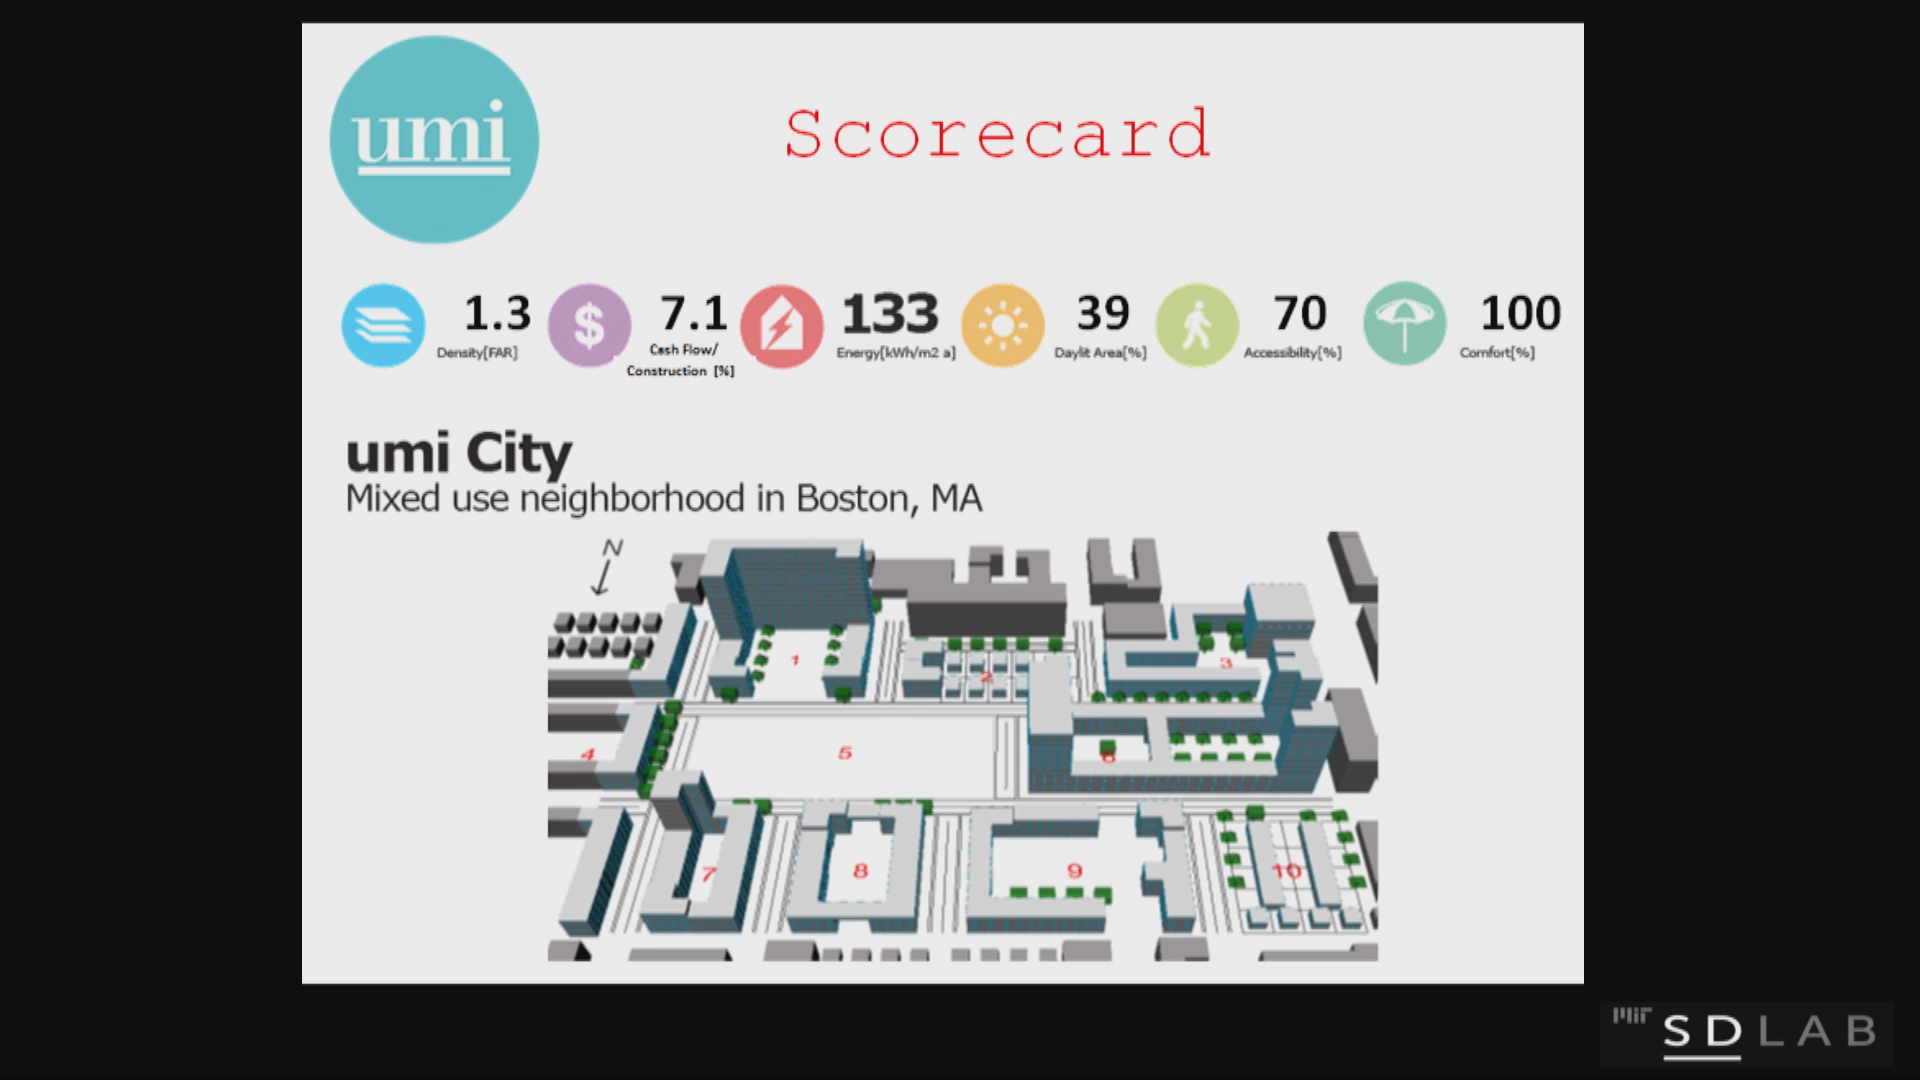 umi
Scorecard
1.3
Density[FAR]
7.1
Cash Flow/
Construction [%]
133
Energy[kWh/m2 a]
39
Daylit Area[%]
70
Accessibility[%]
100
Comfort[%]
umi City
Mixed use neighborhood in Boston, MA
N
1
2
3
4
5
6
7
8
9
10
MIT
SDLAB